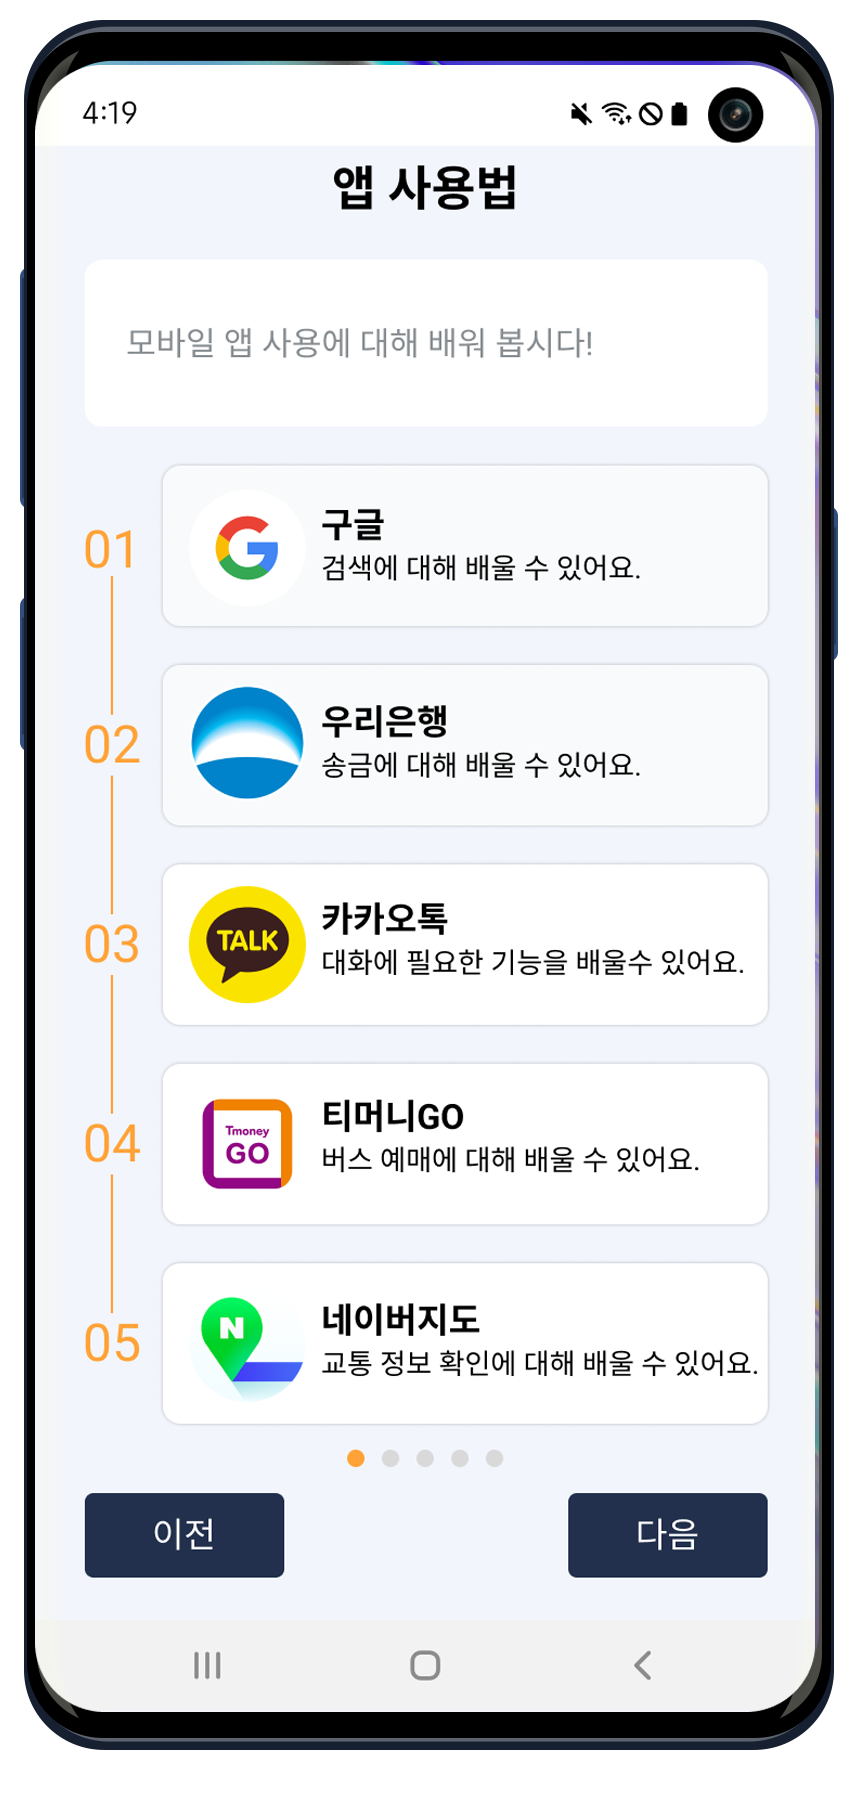 4:19
앱 사용법
모바일 앱 사용에 대해 배워 봅시다!
01
구글
검색에 대해 배울 수 있어요.
02
우리은행
송금에 대해 배울 수 있어요.
03
TALK
카카오톡
대화에 필요한 기능을 배울수 있어요.
04
Tmoney
GO
티머니GO
버스 예매에 대해 배울 수 있어요.
05
N
네이버지도
교통 정보 확인에 대해 배울 수 있어요.
이전
다음